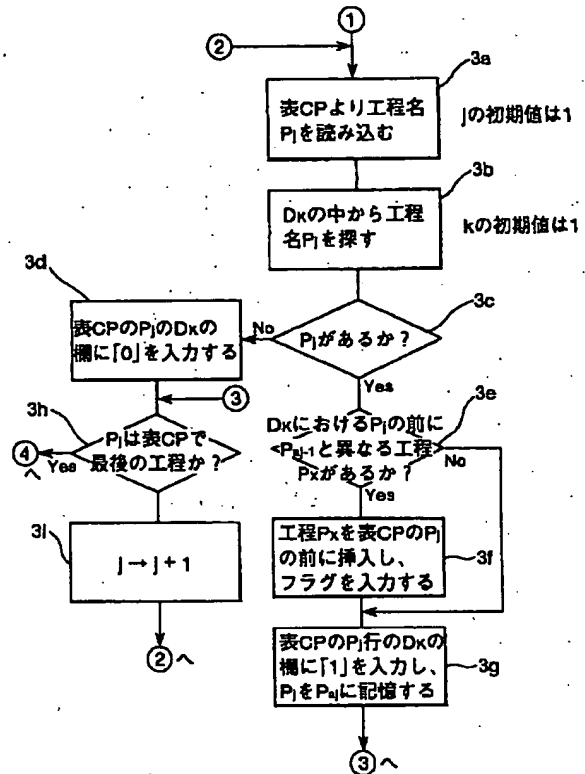 ①
②
3a
表CPより工程名
Pjを読み込む
jの初期値は1
3b
DKの中から工程
名Pjを探す
kの初期値は1
3d
表CPのPjのDKの
欄に「0」を入力する
No
3c
Pjがあるか？
Yes
③
3h
Pjは表CPで
最後の工程か？
Yes
④
へ
3e
DKにおけるPjの前に
<Paj-1と異なる工程
Pxがあるか？
No
Yes
3i
j→j+1
②へ
工程Pxを表CPのPj
の前に挿入し、
フラグを入力する
3f
表CPのPj行のDKの
欄に「1」を入力し、
PjをPajに記憶する
3g
③へ